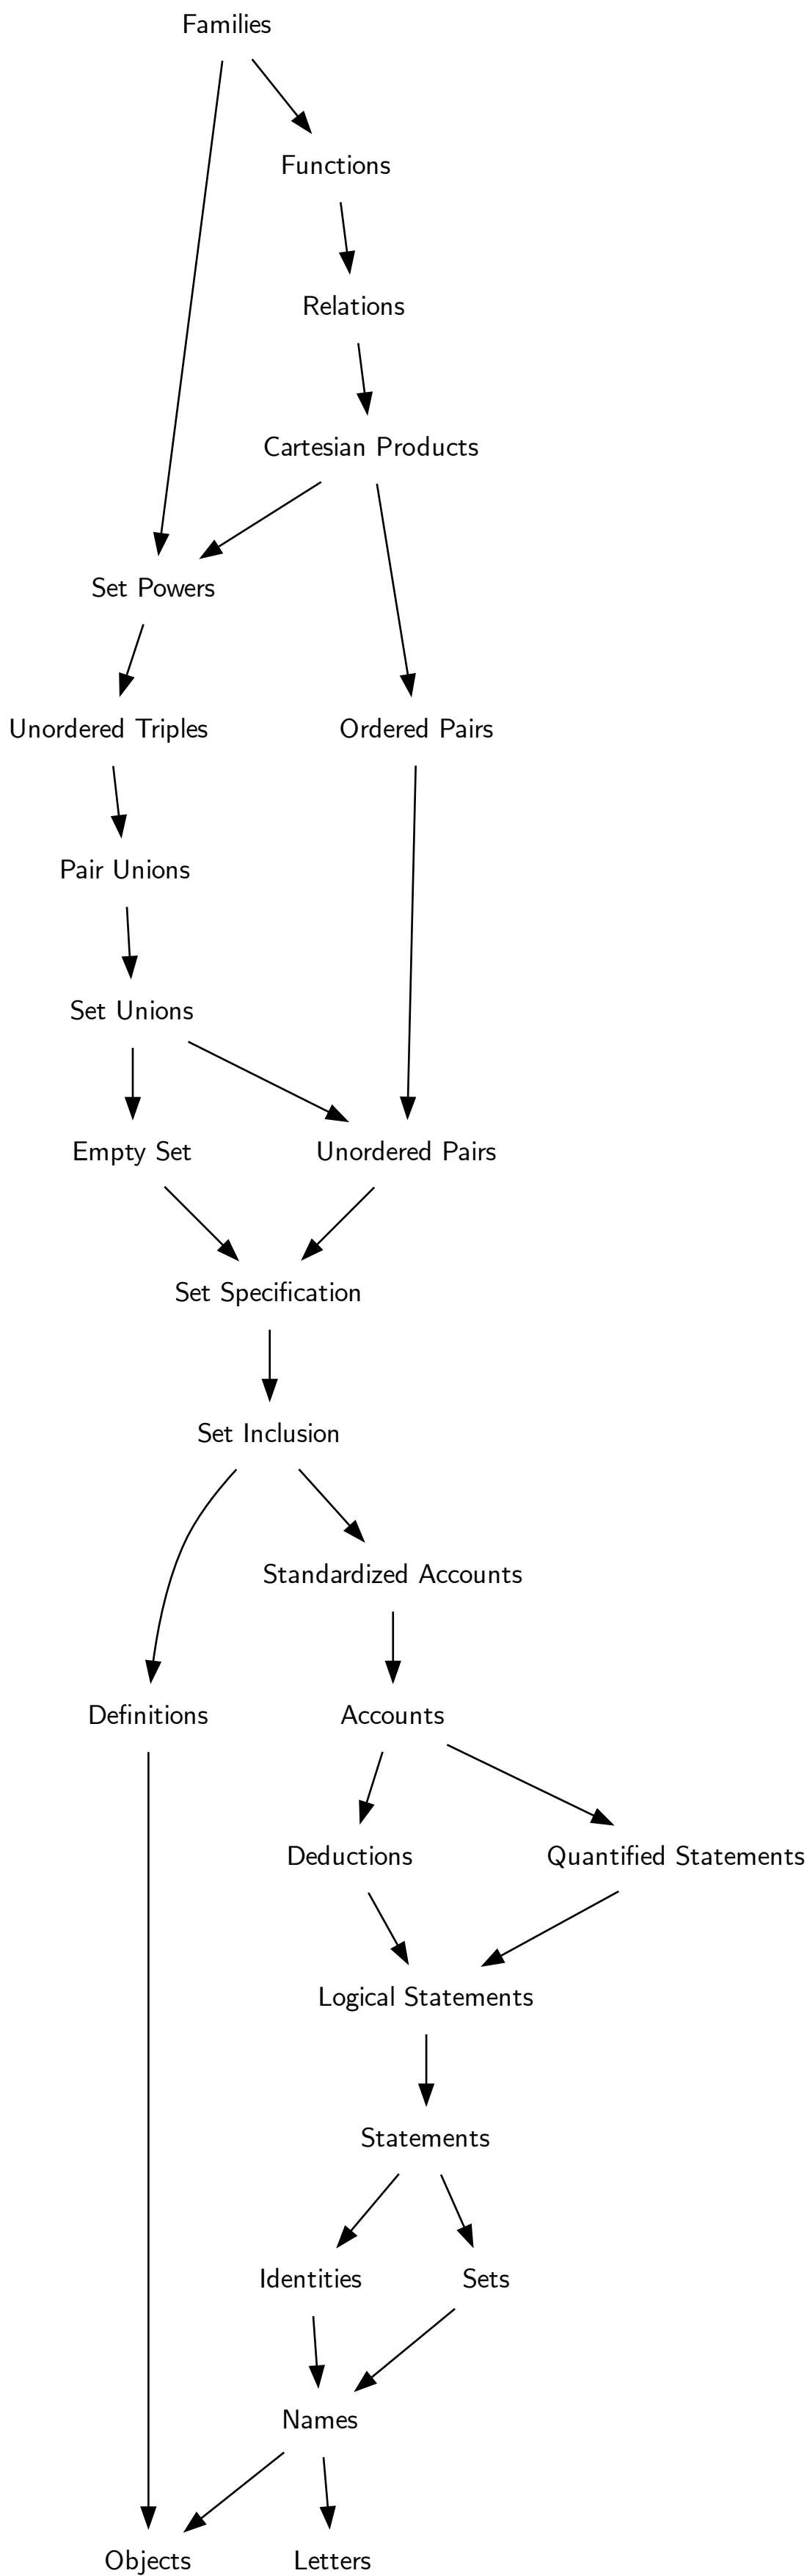 Families
Functions
Relations
Cartesian Products
Set Powers
Unordered Triples
Ordered Pairs
Pair Unions
Set Unions
Empty Set
Unordered Pairs
Set Specification
Set Inclusion
Standardized Accounts
Definitions
Accounts
Deductions
Quantified Statements
Logical Statements
Statements
Identities
Sets
Names
Objects
Letters